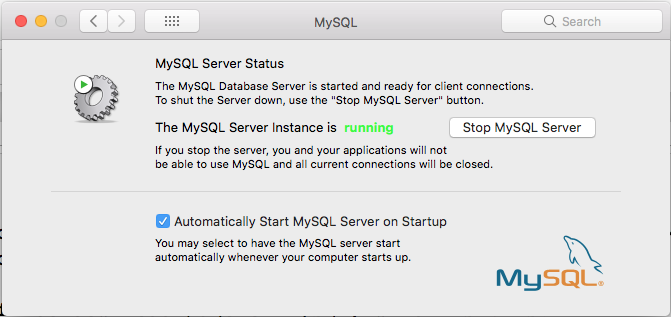 MySQL
Search
MySQL Server Status
The MySQL Database Server is started and ready for client connections.
To shut the Server down, use the "Stop MySQL Server" button.
The MySQL Server Instance is running
Stop MySQL Server
If you stop the server, you and your applications will not
be able to use MySQL and all current connections will be closed.
Automatically Start MySQL Server on Startup
You may select to have the MySQL server start
automatically whenever your computer starts up.
MySQL®